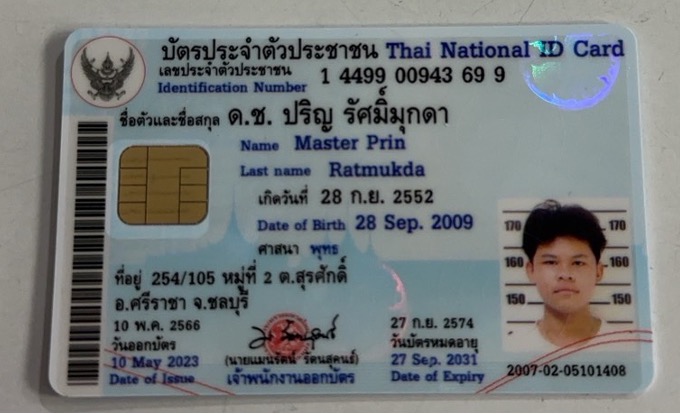 บัตรประจำตัวประชาชน Thai National ID Card
เลขประจำตัวประชาชน 1 4499 00943 69 9
Identification Number
ชื่อตัวและชื่อสกุล ด.ช. ปริญ รัศมิ์มุกดา
Name Master Prin
Last name Ratmukda
เกิดวันที่ 28 ก.ย. 2552
Date of Birth 28 Sep. 2009
ศาสนา พุทธ
ที่อยู่ 254/105 หมู่ที่ 2 ต.สุรศักดิ์
อ.ศรีราชา จ.ชลบุรี
10 พ.ค. 2566
วันออกบัตร
10 May 2023
Date of Issue
(นายแมนรัตน์ รัตนสุคนธ์)
เจ้าพนักงานออกบัตร
27 ก.ย. 2574
วันบัตรหมดอายุ
27 Sep. 2031
Date of Expiry
170 170
160 160
150 150
2007-02-05101408